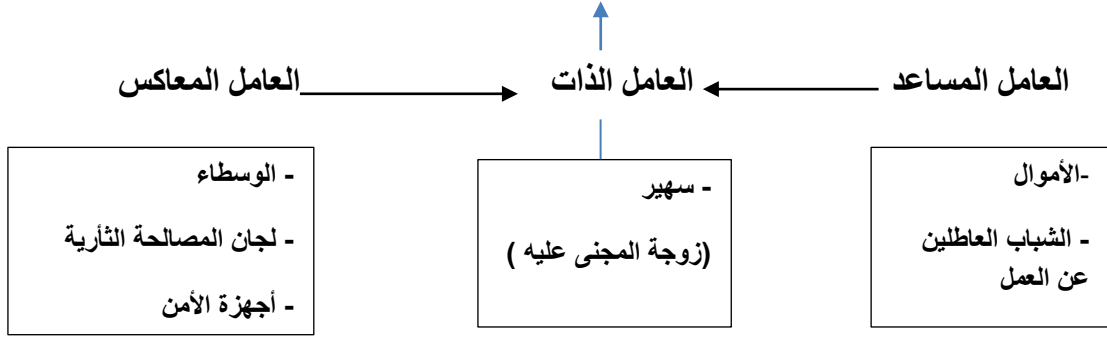 العامل المساعد
العامل الذات
العامل المعاكس
-الأموال
- الشباب العاطلين
عن العمل
- سهير
(زوجة المجنى عليه )
- الوسطاء
- لجان المصالحة الثأرية
- أجهزة الأمن